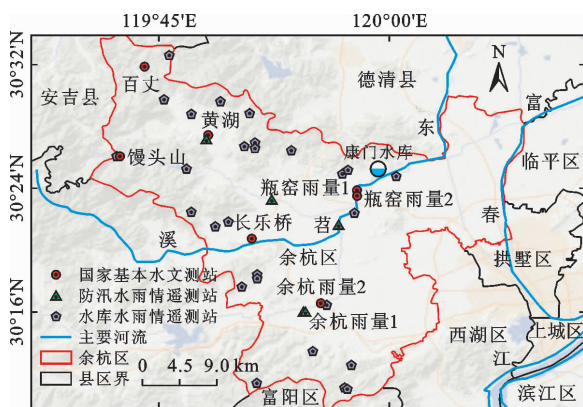 119°45′ 120°00′
30°32′
30°24′
30°16′
N
百丈
安吉县
德清县
黄湖
东
富
康门水库
临平区
馒头山
瓶窑雨量1
瓶窑雨量2
春
苕
长乐桥
溪
余杭区
拱墅区
国家基本水文测站
防汛水雨情遥测站
水库水雨情遥测站
主要河流
余杭区
县区界
余杭雨量2
余杭雨量1
西湖区
上城区
江
0 4.5 9.0 km
富阳区
滨江区